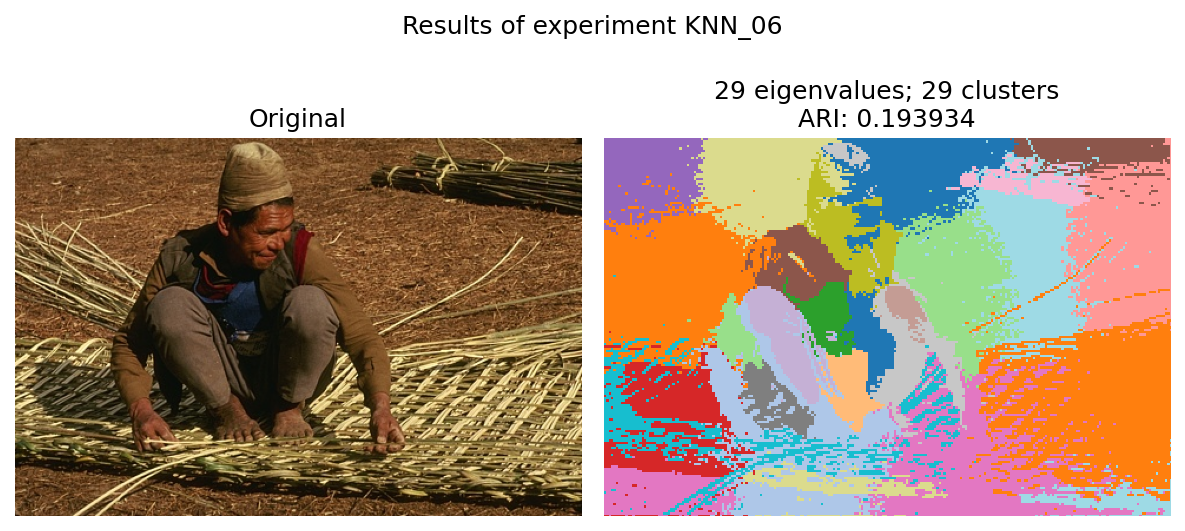 Results of experiment KNN_06
Original
29 eigenvalues; 29 clusters
ARI: 0.193934